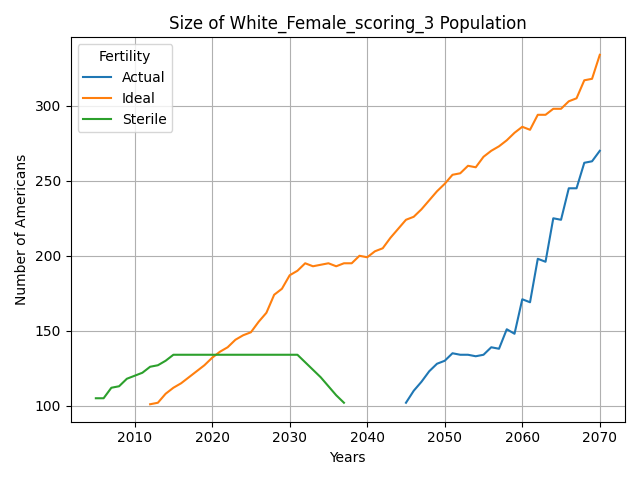 Size of White_Female_scoring_3 Population
Fertility
Actual
Ideal
Sterile
Number of Americans
300
250
200
150
100
2010 2020 2030 2040 2050 2060 2070
Years